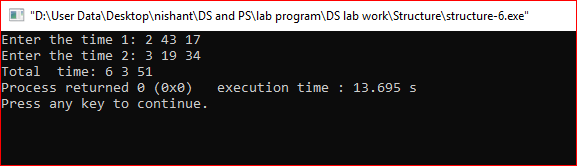 "D:\User Data\Desktop\nishant\DS and PS\lab program\DS lab work\Structure\structure-6.exe"
Enter the time 1: 2 43 17
Enter the time 2: 3 19 34
Total  time: 6 3 51
Process returned 0 (0x0)   execution time : 13.695 s
Press any key to continue.